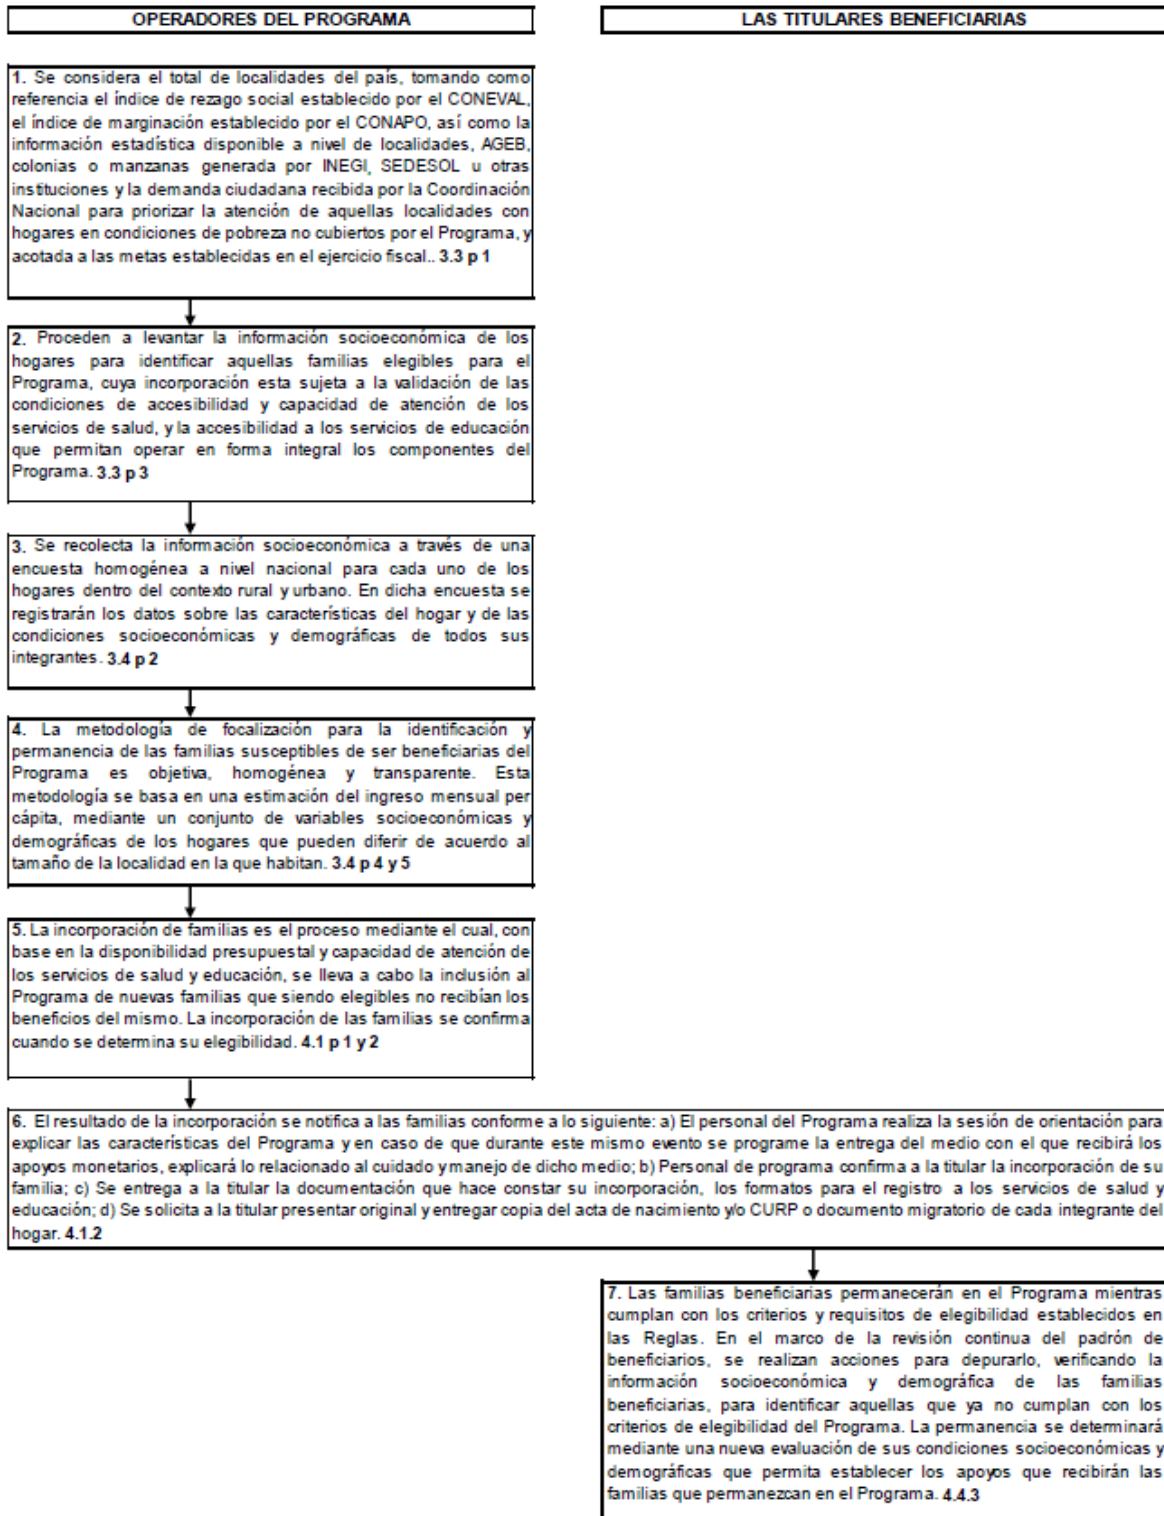 OPERADORES DEL PROGRAMA
LAS TITULARES BENEFICIARIAS
1. Se considera el total de localidades del país, tomando como
referencia el índice de rezago social establecido por el CONEVAL,
el índice de marginación establecido por el CONAPO, así como la
información estadística disponible a nivel de localidades, AGEB,
colonias o manzanas generada por INEGI, SEDESOL u otras
instituciones y la demanda ciudadana recibida por la Coordinación
Nacional para priorizar la atención de aquellas localidades con
hogares en condiciones de pobreza no cubiertos por el Programa, y
acotada a las metas establecidas en el ejercicio fiscal.. 3.3 p 1
2. Proceden a levantar la información socioeconómica de los
hogares para identificar aquellas familias elegibles para el
Programa, cuya incorporación esta sujeta a la validación de las
condiciones de accesibilidad y capacidad de atención de los
servicios de salud, y la accesibilidad a los servicios de educación
que permitan operar en forma integral los componentes del
Programa. 3.3 p 3
3. Se recolecta la información socioeconómica a través de una
encuesta homogénea a nivel nacional para cada uno de los
hogares dentro del contexto rural y urbano. En dicha encuesta se
registrarán los datos sobre las características del hogar y de las
condiciones socioeconómicas y demográficas de todos sus
integrantes. 3.4 p 2
4. La metodología de focalización para la identificación y
permanencia de las familias susceptibles de ser beneficiarias del
Programa es objetiva, homogénea y transparente. Esta
metodología se basa en una estimación del ingreso mensual per
cápita, mediante un conjunto de variables socioeconómicas y
demográficas de los hogares que pueden diferir de acuerdo al
tamaño de la localidad en la que habitan. 3.4 p 4 y 5
5. La incorporación de familias es el proceso mediante el cual, con
base en la disponibilidad presupuestal y capacidad de atención de
los servicios de salud y educación, se lleva a cabo la inclusión al
Programa de nuevas familias que siendo elegibles no recibían los
beneficios del mismo. La incorporación de las familias se confirma
cuando se determina su elegibilidad. 4.1 p 1 y 2
6. El resultado de la incorporación se notifica a las familias conforme a lo siguiente: a) El personal del Programa realiza la sesión de orientación para
explicar las características del Programa y en caso de que durante este mismo evento se programe la entrega del medio con el que recibirá los
apoyos monetarios, explicará lo relacionado al cuidado y manejo de dicho medio; b) Personal de programa confirma a la titular la incorporación de su
familia; c) Se entrega a la titular la documentación que hace constar su incorporación, los formatos para el registro a los servicios de salud y
educación; d) Se solicita a la titular presentar original y entregar copia del acta de nacimiento y/o CURP o documento migratorio de cada integrante del
hogar. 4.1.2
7. Las familias beneficiarias permanecerán en el Programa mientras
cumplan con los criterios y requisitos de elegibilidad establecidos en
las Reglas. En el marco de la revisión continua del padrón de
beneficiarios, se realizan acciones para depurarlo, verificando la
información socioeconómica y demográfica de las familias
beneficiarias, para identificar aquellas que ya no cumplan con los
criterios de elegibilidad del Programa. La permanencia se determinará
mediante una nueva evaluación de sus condiciones socioeconómicas y
demográficas que permita establecer los apoyos que recibirán las
familias que permanezcan en el Programa. 4.4.3